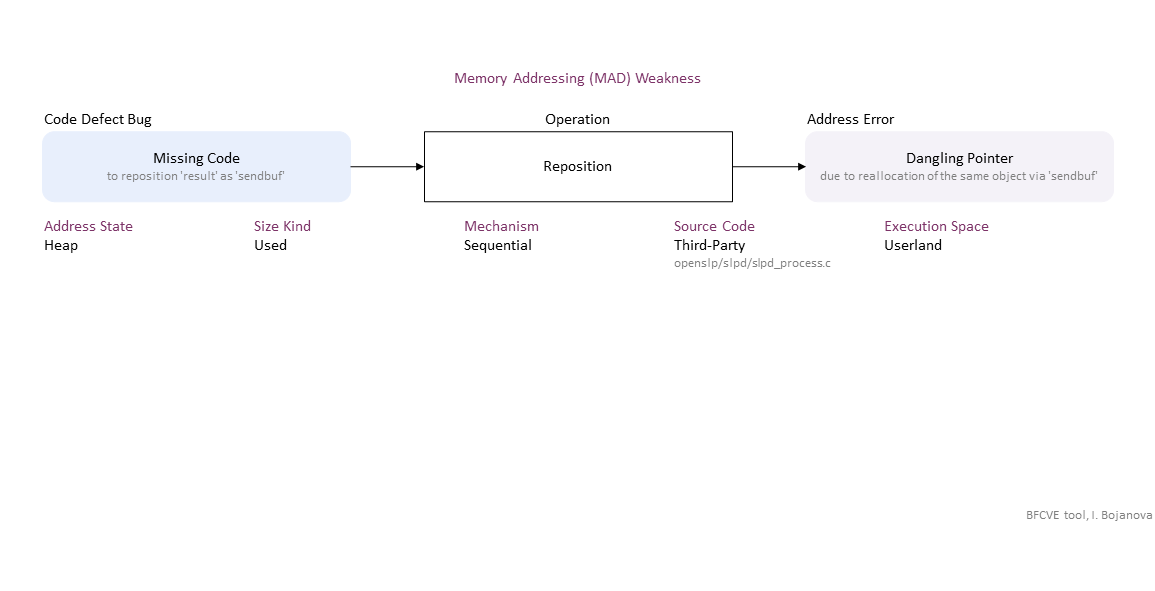 Memory Addressing (MAD) Weakness
Code Defect Bug
Operation
Address Error
Missing Code
to reposition 'result' as 'sendbuf'
Reposition
Dangling Pointer
due to reallocation of the same object via 'sendbuf'
Address State
Heap
Size Kind
Used
Mechanism
Sequential
Source Code
Third-Party
openslp/slpd/slpd_process.c
Execution Space
Userland
BFCVE tool, I. Bojanova